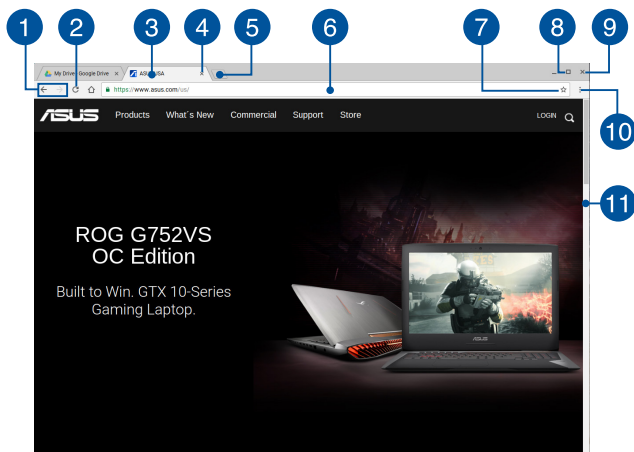 1 2 3 4 5 6 7 8 9
My Drive - Google Drive ASUS USA
https://www.asus.com/us/
10
ASUS Products What´s New Commercial Support Store LOGIN
11
ROG G752VS
OC Edition
Built to Win. GTX 10-Series
Gaming Laptop.
ASUS